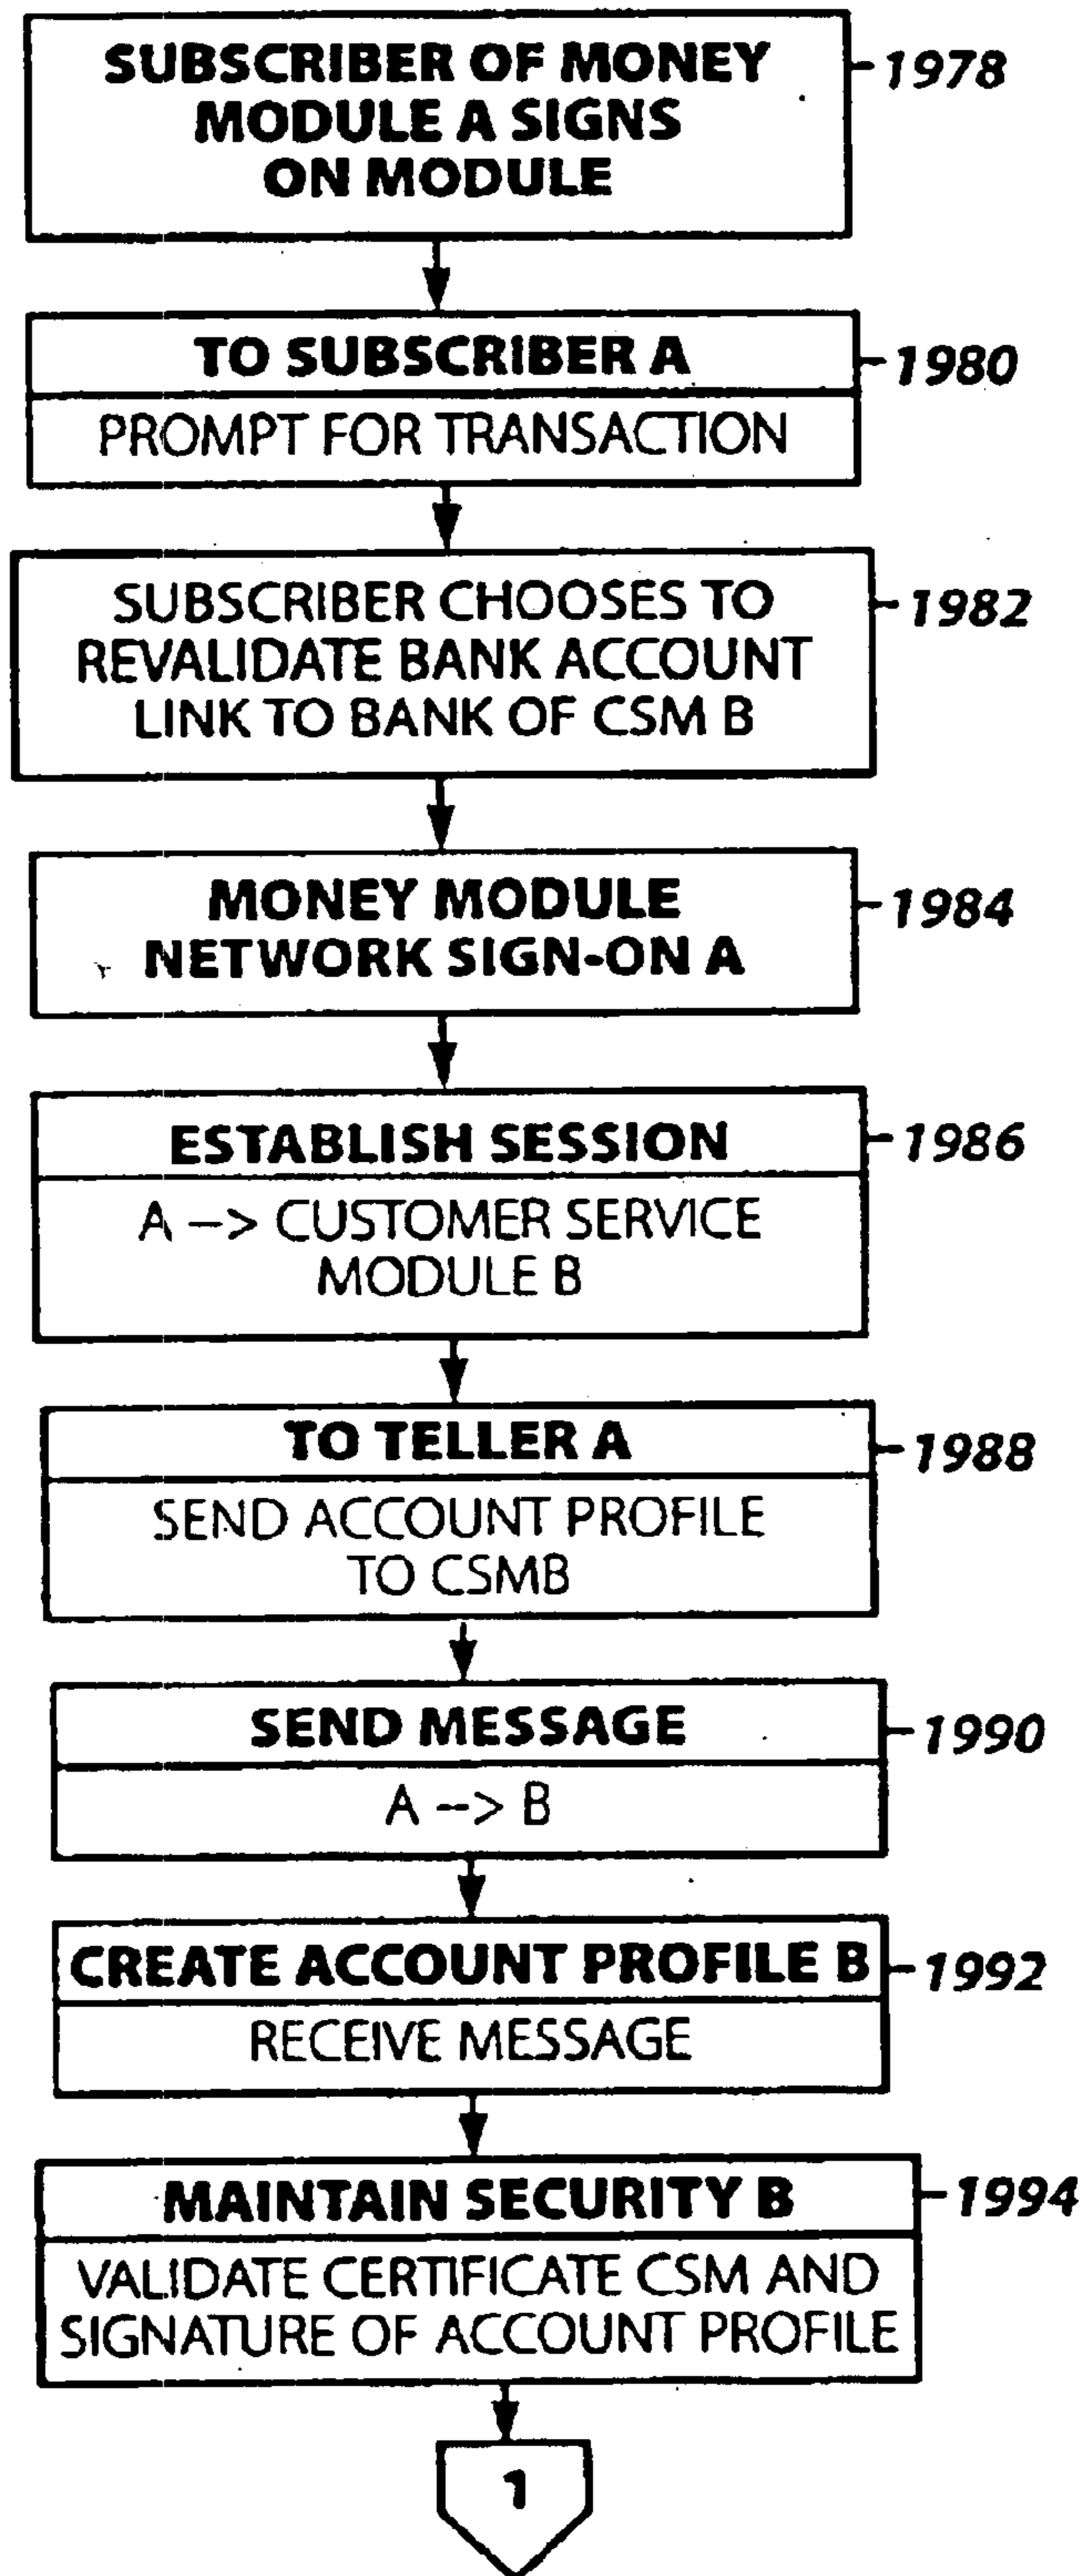 SUBSCRIBER OF MONEY
MODULE A SIGNS
ON MODULE
1978
TO SUBSCRIBER A
1980
PROMPT FOR TRANSACTION
SUBSCRIBER CHOOSES TO
REVALIDATE BANK ACCOUNT
LINK TO BANK OF CSM B
1982
MONEY MODULE
NETWORK SIGN-ON A
1984
ESTABLISH SESSION
1986
A --> CUSTOMER SERVICE
MODULE B
TO TELLER A
1988
SEND ACCOUNT PROFILE
TO CSMB
SEND MESSAGE
1990
A --> B
CREATE ACCOUNT PROFILE B
1992
RECEIVE MESSAGE
MAINTAIN SECURITY B
1994
VALIDATE CERTIFICATE CSM AND
SIGNATURE OF ACCOUNT PROFILE
1